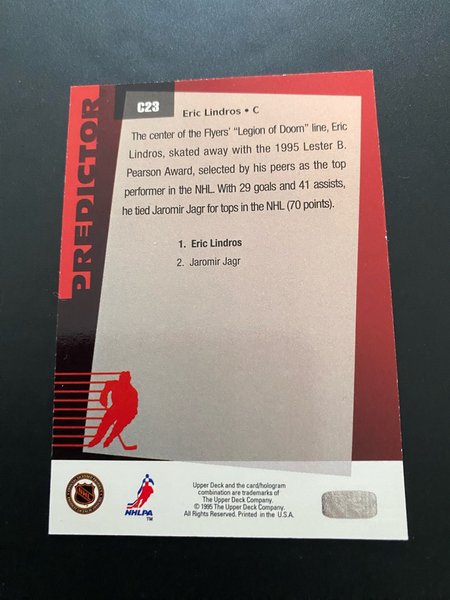 C23
PREDICTOR
Eric Lindros • C
The center of the Flyers' "Legion of Doom" line, Eric
Lindros, skated away with the 1995 Lester B.
Pearson Award, selected by his peers as the top
performer in the NHL. With 29 goals and 41 assists,
he tied Jaromir Jagr for tops in the NHL (70 points).
1. Eric Lindros
2. Jaromir Jagr
NHLPA
TM
Upper Deck and the card/hologram
combination are trademarks of
The Upper Deck Company.
© 1995 The Upper Deck Company.
All Rights Reserved. Printed in the U.S.A.